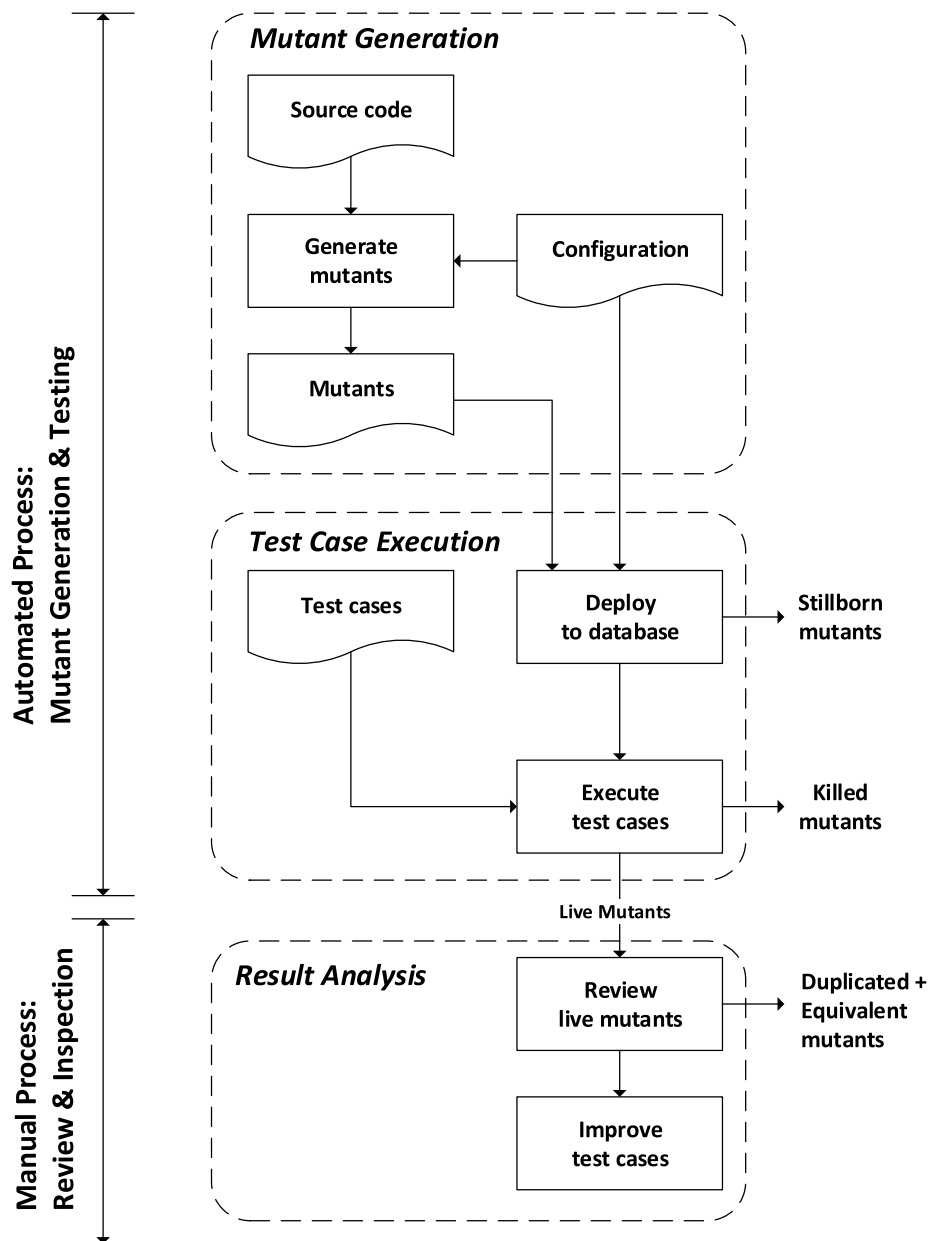 Automated Process:
Mutant Generation & Testing
Mutant Generation
Source code
Generate
mutants
Configuration
Mutants
Test Case Execution
Test cases
Deploy
to database
Stillborn
mutants
Execute
test cases
Killed
mutants
Live Mutants
Manual Process:
Review & Inspection
Result Analysis
Review
live mutants
Duplicated +
Equivalent
mutants
Improve
test cases